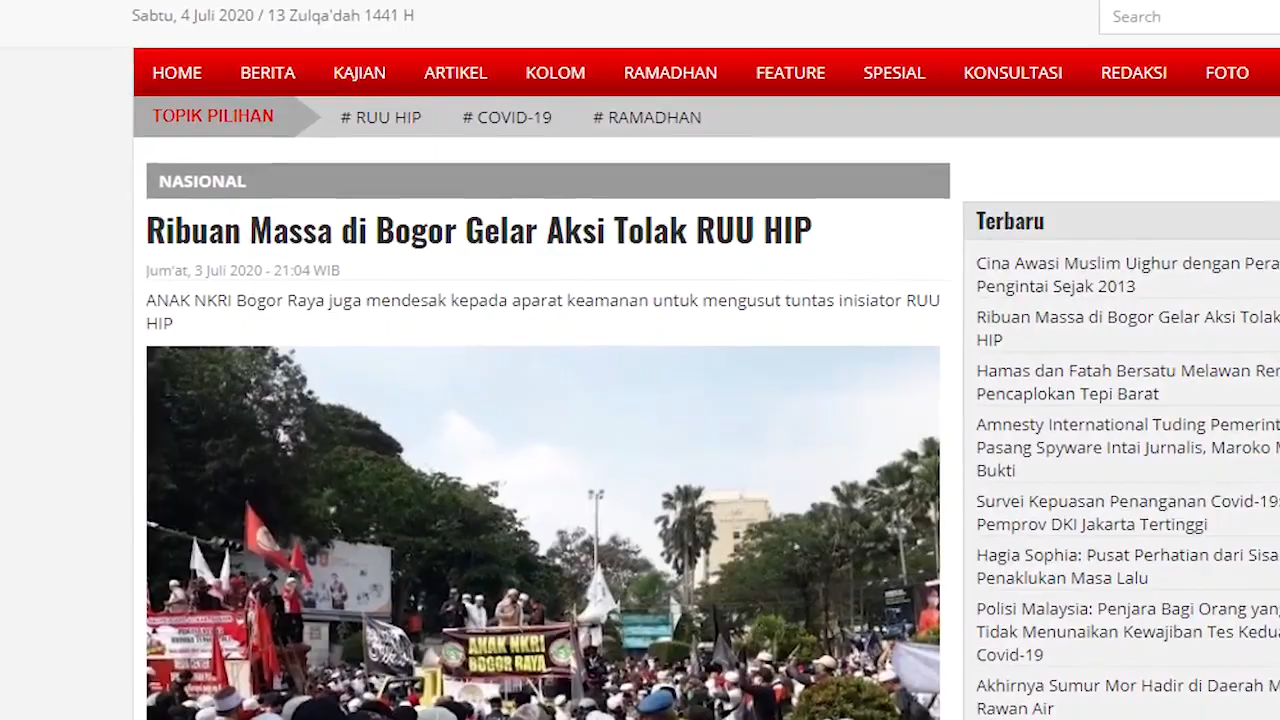 Sabtu, 4 Juli 2020 / 13 Zulqa'dah 1441 H
Search
HOME BERITA KAJIAN ARTIKEL KOLOM RAMADHAN FEATURE SPESIAL KONSULTASI REDAKSI FOTO
TOPIK PILIHAN # RUU HIP # COVID-19 # RAMADHAN
NASIONAL
Ribuan Massa di Bogor Gelar Aksi Tolak RUU HIP
Jum'at, 3 Juli 2020 - 21:04 WIB
ANAK NKRI Bogor Raya juga mendesak kepada aparat keamanan untuk mengusut tuntas inisiator RUU
HIP
ANAK NKRI
BOGOR RAYA
Terbaru
Cina Awasi Muslim Uighur dengan Pera
Pengintai Sejak 2013
Ribuan Massa di Bogor Gelar Aksi Tolak
HIP
Hamas dan Fatah Bersatu Melawan Ren
Pencaplokan Tepi Barat
Amnesty International Tuding Pemerint
Pasang Spyware Intai Jurnalis, Maroko M
Bukti
Survei Kepuasan Penanganan Covid-19
Pemprov DKI Jakarta Tertinggi
Hagia Sophia: Pusat Perhatian dari Sisa
Penaklukan Masa Lalu
Polisi Malaysia: Penjara Bagi Orang yang
Tidak Menunaikan Kewajiban Tes Kedua
Covid-19
Akhirnya Sumur Mor Hadir di Daerah M
Rawan Air